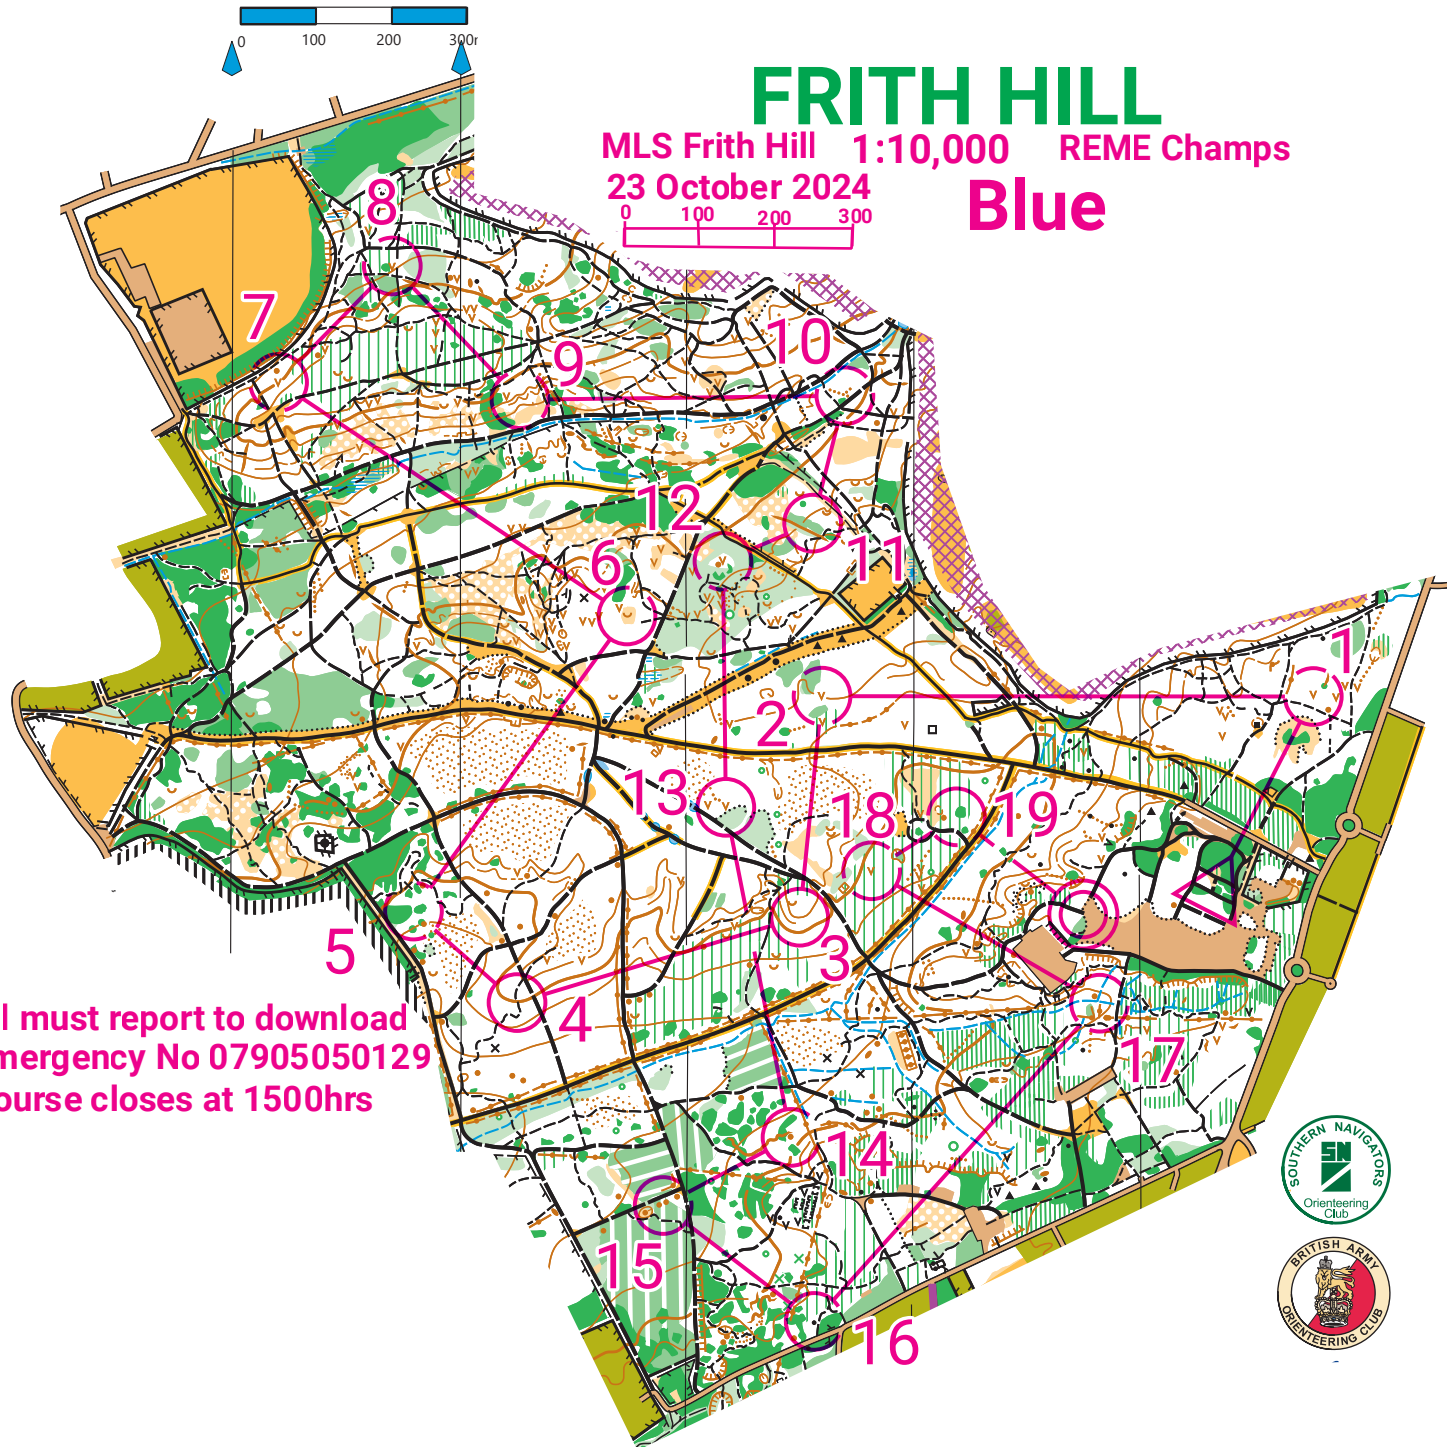 0 100 200 300r
FRITH HILL
MLS Frith Hill 1:10,000 REME Champs
23 October 2024 Blue
0 100 200 300
8
7
10
9
12
11
6
1
2
13
18
19
5
3
4
l must report to download
mergency No 07905050129
ourse closes at 1500hrs
17
14
15
16
SOUTHERN NAVIGATORS
SN
Orienteering
Club
BRITISH ARMY
ORIENTEERING CLUB